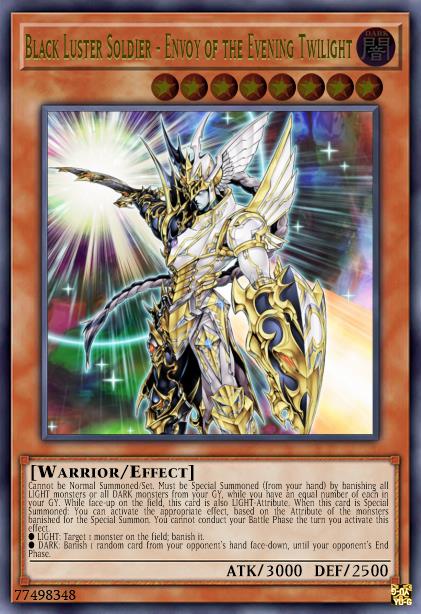 Black Luster Soldier - Envoy of the Evening Twilight
DARK
闇
[Warrior/Effect]
Cannot be Normal Summoned/Set. Must be Special Summoned (from your hand) by banishing all
LIGHT monsters or all DARK monsters from your GY, while you have an equal number of each in
your GY. While face-up on the field, this card is also LIGHT-Attribute. When this card is Special
Summoned: You can activate the appropriate effect, based on the Attribute of the monsters
banished for the Special Summon. You cannot conduct your Battle Phase the turn you activate this
effect.
● LIGHT: Target 1 monster on the field; banish it.
● DARK: Banish 1 random card from your opponent's hand face-down, until your opponent's End
Phase.
ATK/3000 DEF/2500
77498348